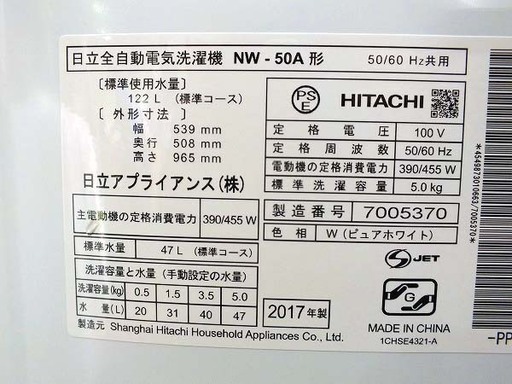 日立全自動電気洗濯機 NW-50A 形 50/60 Hz共用
〔標準使用水量〕
122 L (標準コース)
〔 外形寸法 〕
幅 539 mm
奥行 508 mm
高さ 965 mm
日立アプライアンス(株)
主電動機の定格消費電力 390/455 W
標準水量 47 L (標準コース)
洗濯容量と水量 (手動設定の水量)
洗濯容量(kg) 0.5 1.5 3.5 5.0
水量(L) 20 31 40 47
製造元 Shanghai Hitachi Household Appliances Co., Ltd.
PSE HITACHI
定格電圧 100 V
定格周波数 50/60 Hz
電動機の定格消費電力 390/455 W
標準洗濯容量 5.0kg
製造番号 7005370
色相 W (ピュアホワイト)
2017年製
S JET
G
MADE IN CHINA
1CHSE4321-A
-PP